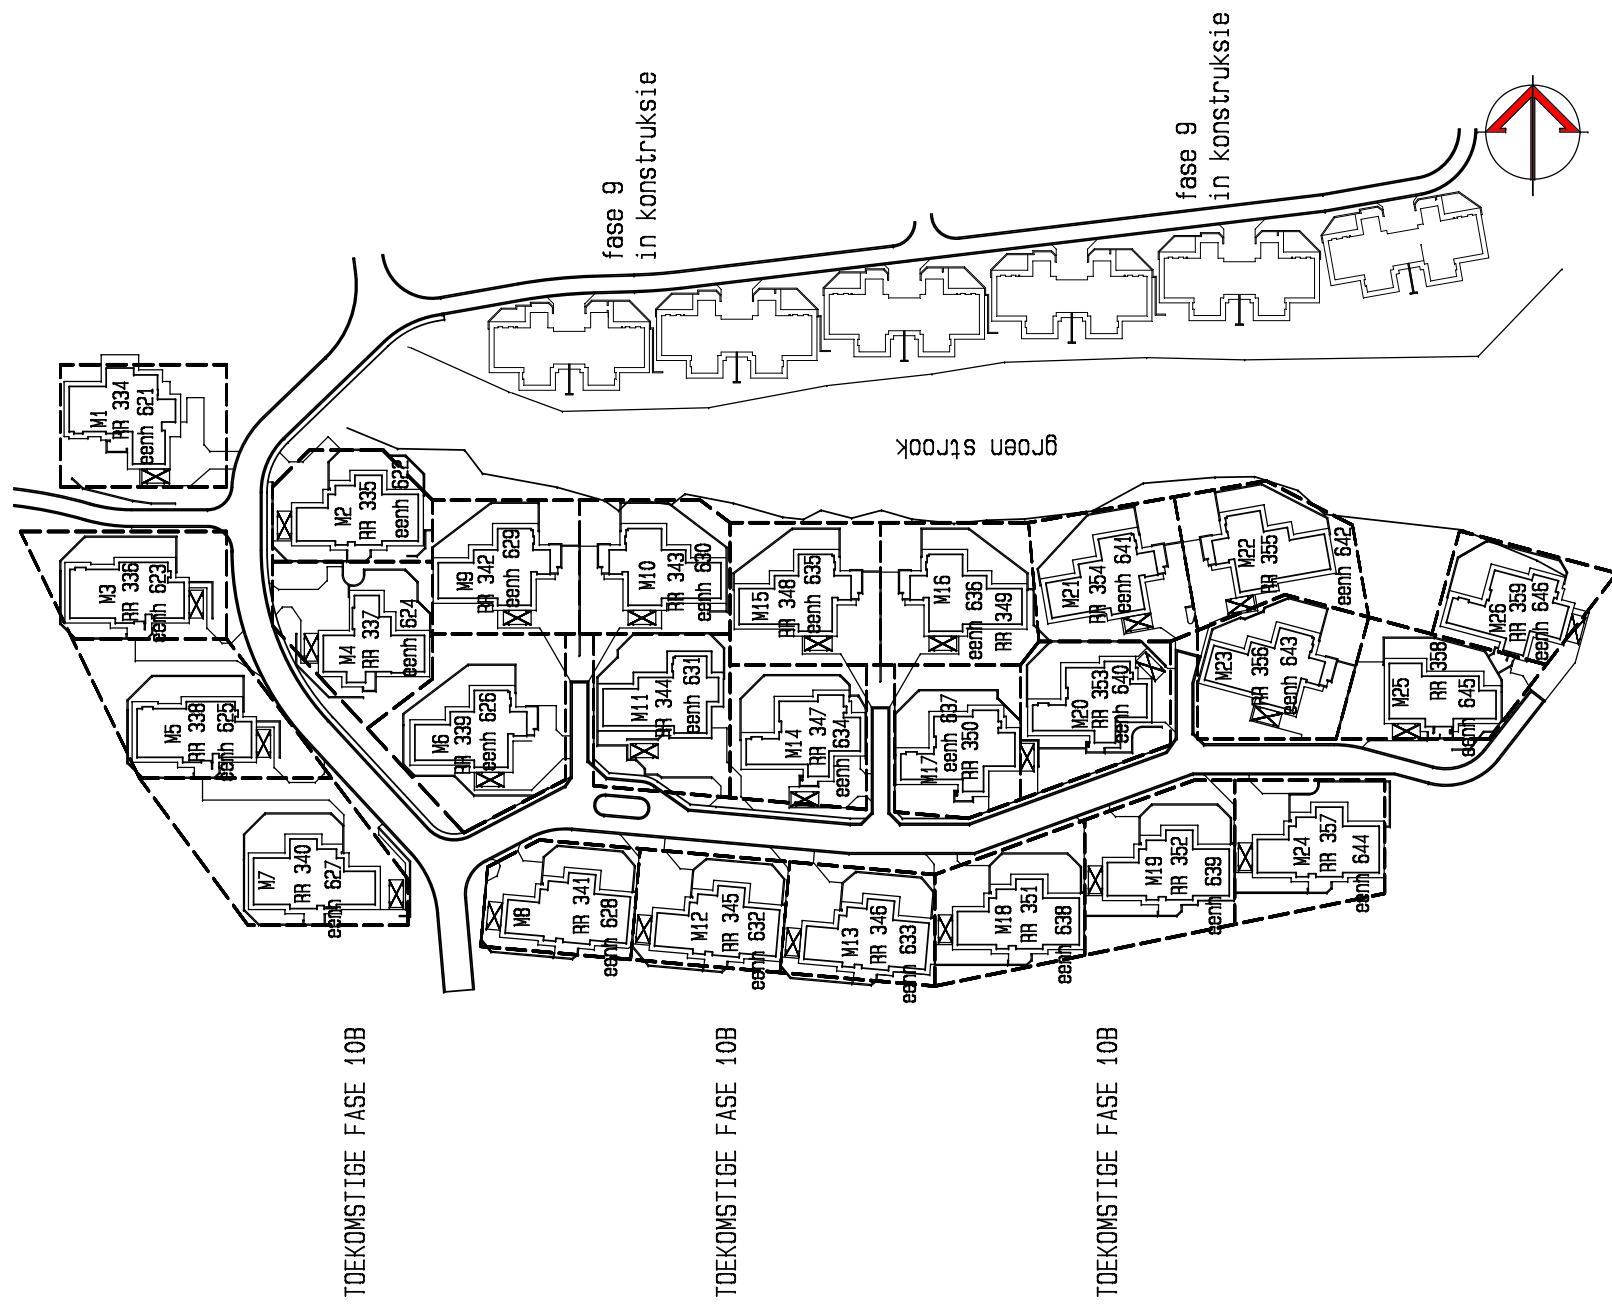 fase 9
in konstruksie
fase 9
in konstruksie
groen strook
M1
RR 334
eenh 621
M2
RR 335
eenh 622
M3
RR 336
eenh 623
M4
RR 337
eenh 624
M5
RR 338
eenh 625
M6
RR 339
eenh 626
M7
RR 340
eenh 627
M8
RR 341
eenh 628
M9
RR 342
eenh 629
M10
RR 343
eenh 630
M11
RR 344
eenh 631
M12
RR 345
eenh 632
M13
RR 346
eenh 633
M14
RR 347
eenh 634
M15
RR 348
eenh 635
M16
eenh 636
RR 349
M17
eenh 637
RR 350
M18
RR 351
eenh 638
M19
RR 352
eenh 639
M20
RR 353
eenh 640
M21
RR 354
eenh 641
M22
RR 355
eenh 642
M23
RR 356
eenh 643
M24
RR 357
eenh 644
M25
RR 358
eenh 645
M26
RR 359
eenh 646
TOEKOMSTIGE FASE 10B
TOEKOMSTIGE FASE 10B
TOEKOMSTIGE FASE 10B